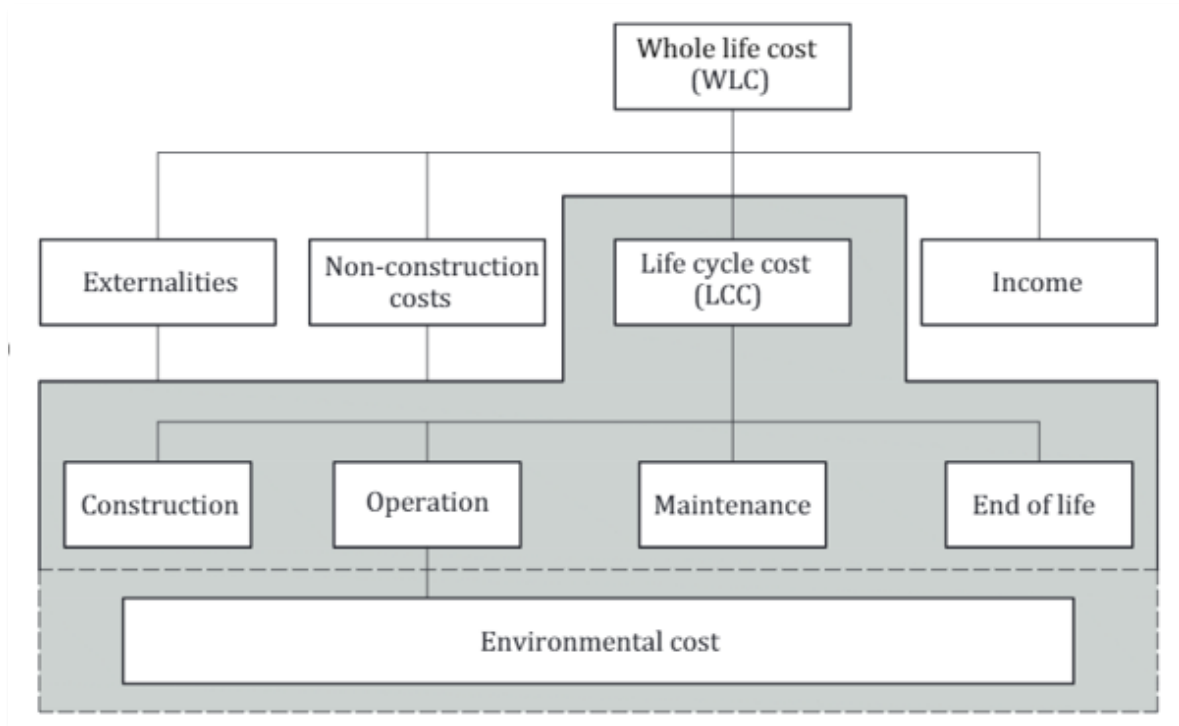 Whole life cost
(WLC)
Externalities
Non-construction
costs
Life cycle cost
(LCC)
Income
Construction
Operation
Maintenance
End of life
Environmental cost